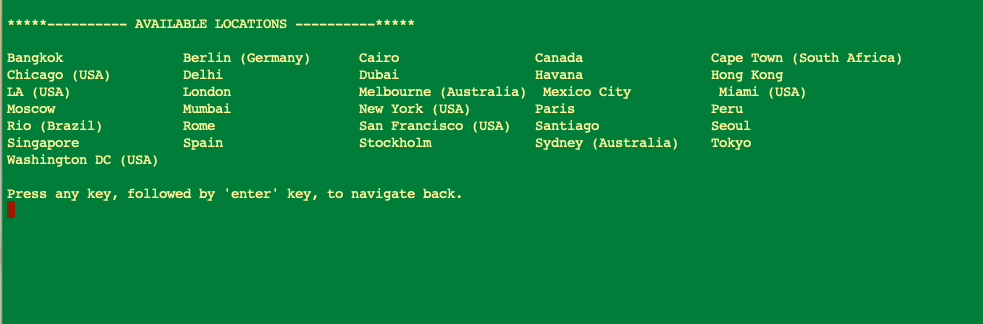 *****---------- AVAILABLE LOCATIONS ----------*****
Bangkok Berlin (Germany) Cairo Canada Cape Town (South Africa)
Chicago (USA) Delhi Dubai Havana Hong Kong
LA (USA) London Melbourne (Australia) Mexico City Miami (USA)
Moscow Mumbai New York (USA) Paris Peru
Rio (Brazil) Rome San Francisco (USA) Santiago Seoul
Singapore Spain Stockholm Sydney (Australia) Tokyo
Washington DC (USA)
Press any key, followed by 'enter' key, to navigate back.